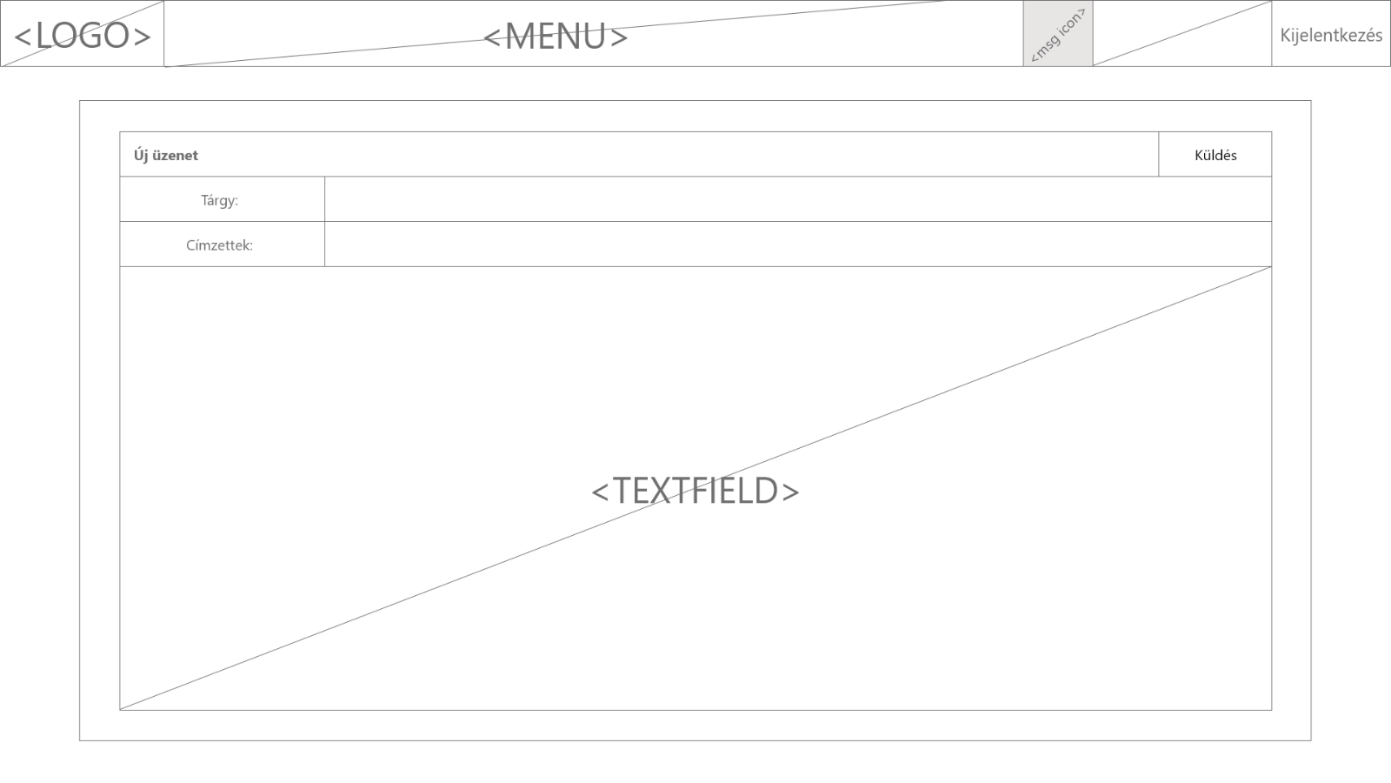 <LOGO>
<MENU>
<msg icon>
Kijelentkezés
Új üzenet
Küldés
Tárgy:
Címzettek:
<TEXTFIELD>